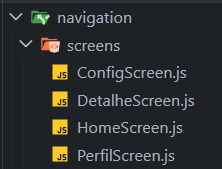 navigation
screens
JS ConfigScreen.js
JS DetalheScreen.js
JS HomeScreen.js
JS PerfilScreen.js